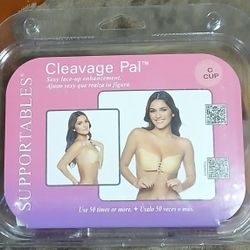 Cleavage Pal™
Sexy lace-up enhancement.
Ajuste sexy que realza tu figura.
C
CUP
SUPPORTABLES®
Use 50 times or more. • Úsalo 50 veces o más.